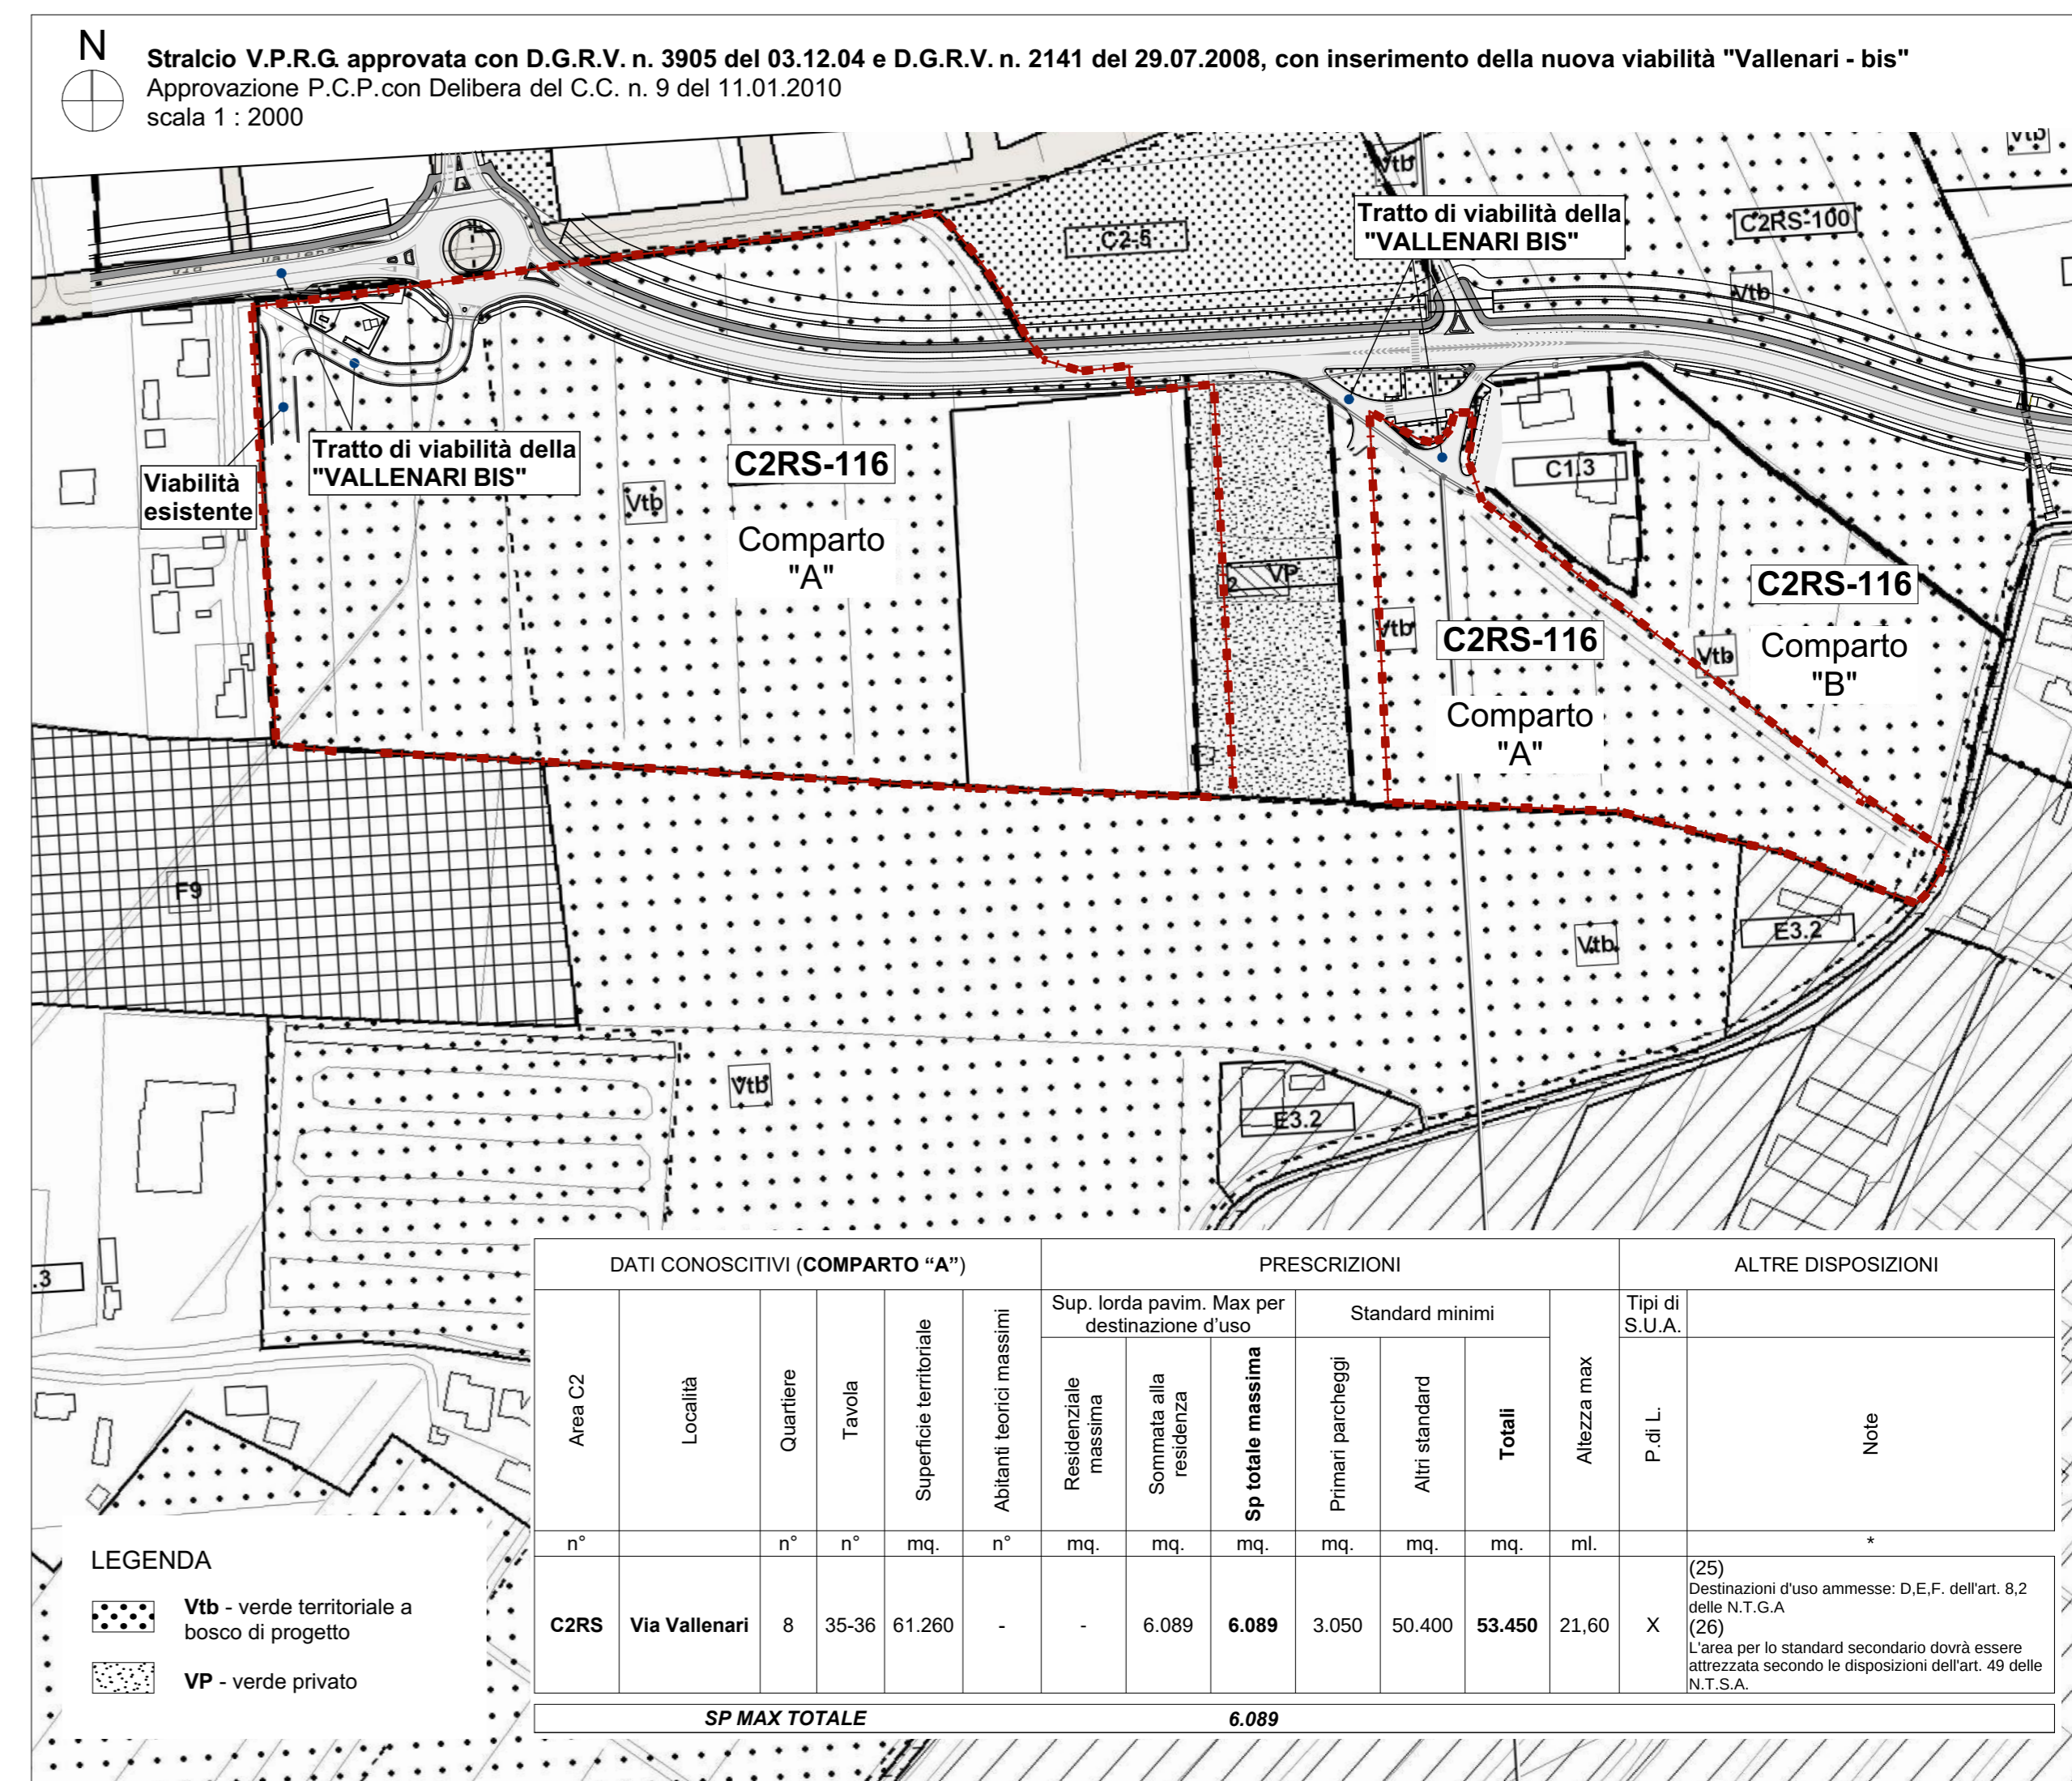 N
Stralcio V.P.R.G. approvata con D.G.R.V. n. 3905 del 03.12.04 e D.G.R.V. n. 2141 del 29.07.2008, con inserimento della nuova viabilità "Vallenari - bis"
Approvazione P.C.P.con Delibera del C.C. n. 9 del 11.01.2010
scala 1 : 2000
Vtb
Vtb
Tratto di viabilità della
"VALLENARI BIS"
C2RS-100
C2-5
Vtb
Tratto di viabilità della
"VALLENARI BIS"
Viabilità
esistente
C2RS-116
Vtb
Comparto
"A"
C1.3
2
VP
C2RS-116
Vtb
C2RS-116
Comparto
"B"
Vtb
Comparto
"A"
F9
Vtb
E3.2
Vtb
E3.2
.3
DATI CONOSCITIVI (COMPARTO “A”)
PRESCRIZIONI
ALTRE DISPOSIZIONI
Area C2
Località
Quartiere
Tavola
Superficie territoriale
Abitanti teorici massimi
Sup. lorda pavim. Max per
destinazione d’uso
Standard minimi
Altezza max
Tipi di
S.U.A.
Residenziale
massima
Sommata alla
residenza
Sp totale massima
Primari parcheggi
Altri standard
Totali
P.di L.
Note
n° n° n° mq. n° mq. mq. mq. mq. mq. mq. ml. *
C2RS Via Vallenari 8 35-36 61.260 - - 6.089 6.089 3.050 50.400 53.450 21,60 X
(25)
Destinazioni d'uso ammesse: D,E,F. dell'art. 8,2
delle N.T.G.A
(26)
L'area per lo standard secondario dovrà essere
attrezzata secondo le disposizioni dell'art. 49 delle
N.T.S.A.
SP MAX TOTALE 6.089
LEGENDA
Vtb - verde territoriale a
bosco di progetto
VP - verde privato